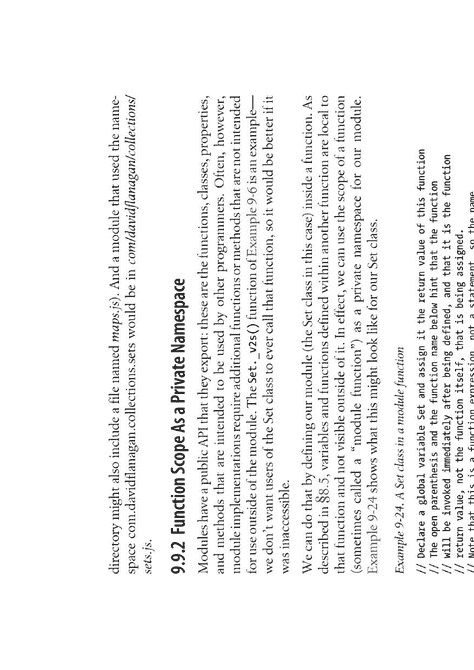 directory might also include a file named maps.js). And a module that used the name-
space com.davidflanagan.collections.sets would be in com/davidflanagan/collections/
sets.js.
9.9.2 Function Scope As a Private Namespace
Modules have a public API that they export: these are the functions, classes, properties,
and methods that are intended to be used by other programmers. Often, however,
module implementations require additional functions or methods that are not intended
for use outside of the module. The Set._v2s() function of Example 9-6 is an example—
we don't want users of the Set class to ever call that function, so it would be better if it
was inaccessible.
We can do that by defining our module (the Set class in this case) inside a function. As
described in §8.5, variables and functions defined within another function are local to
that function and not visible outside of it. In effect, we can use the scope of a function
(sometimes called a “module function”) as a private namespace for our module.
Example 9-24 shows what this might look like for our Set class.
Example 9-24. A Set class in a module function
// Declare a global variable Set and assign it the return value of this function
// The open parenthesis and the function name below hint that the function
// will be invoked immediately after being defined, and that it is the function
// return value, not the function itself, that is being assigned.
// Note that this is a function expression, not a statement, so the name